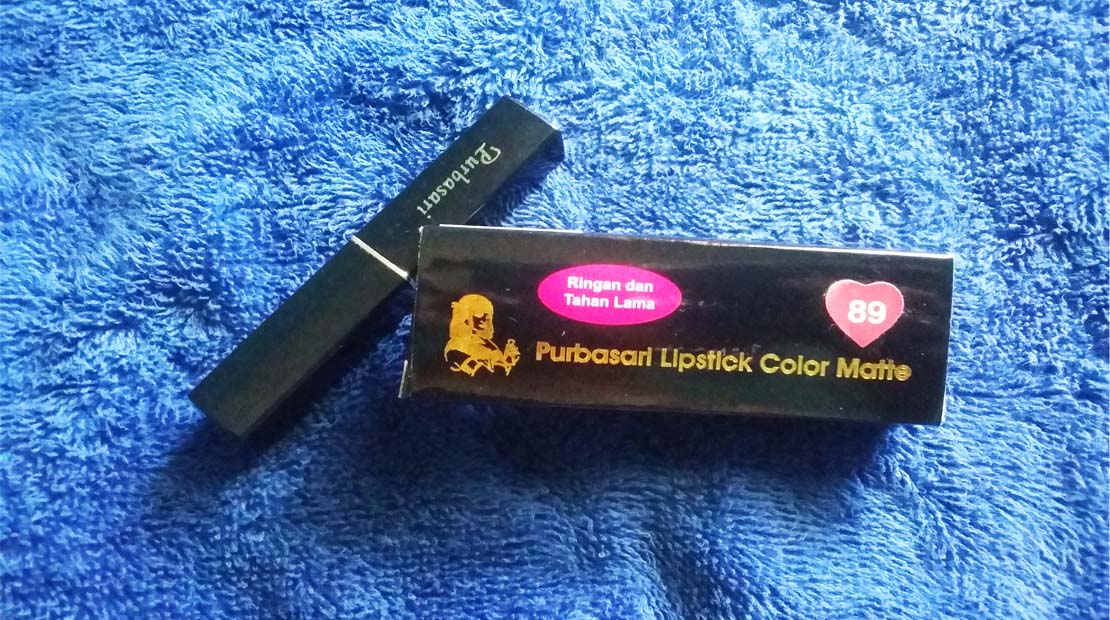 Purbasari
Ringan dan
Tahan Lama
89
Purbasari Lipstick Color Matte